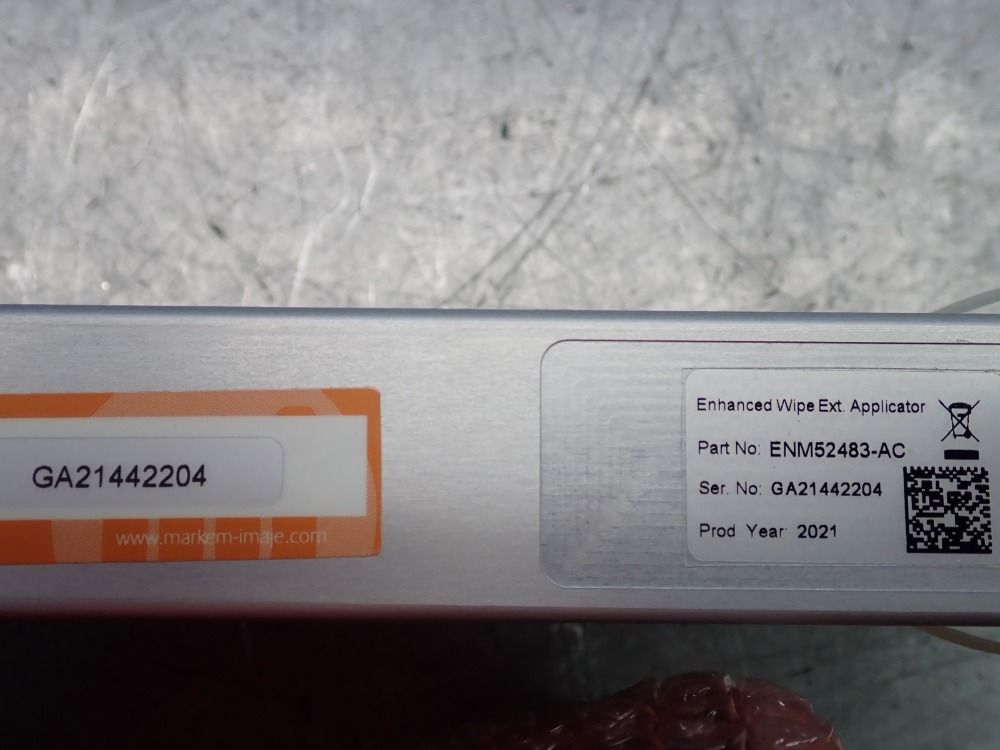 GA21442204
www.markem-imaje.com
Enhanced Wipe Ext. Applicator
Part No: ENM52483-AC
Ser. No: GA21442204
Prod Year: 2021